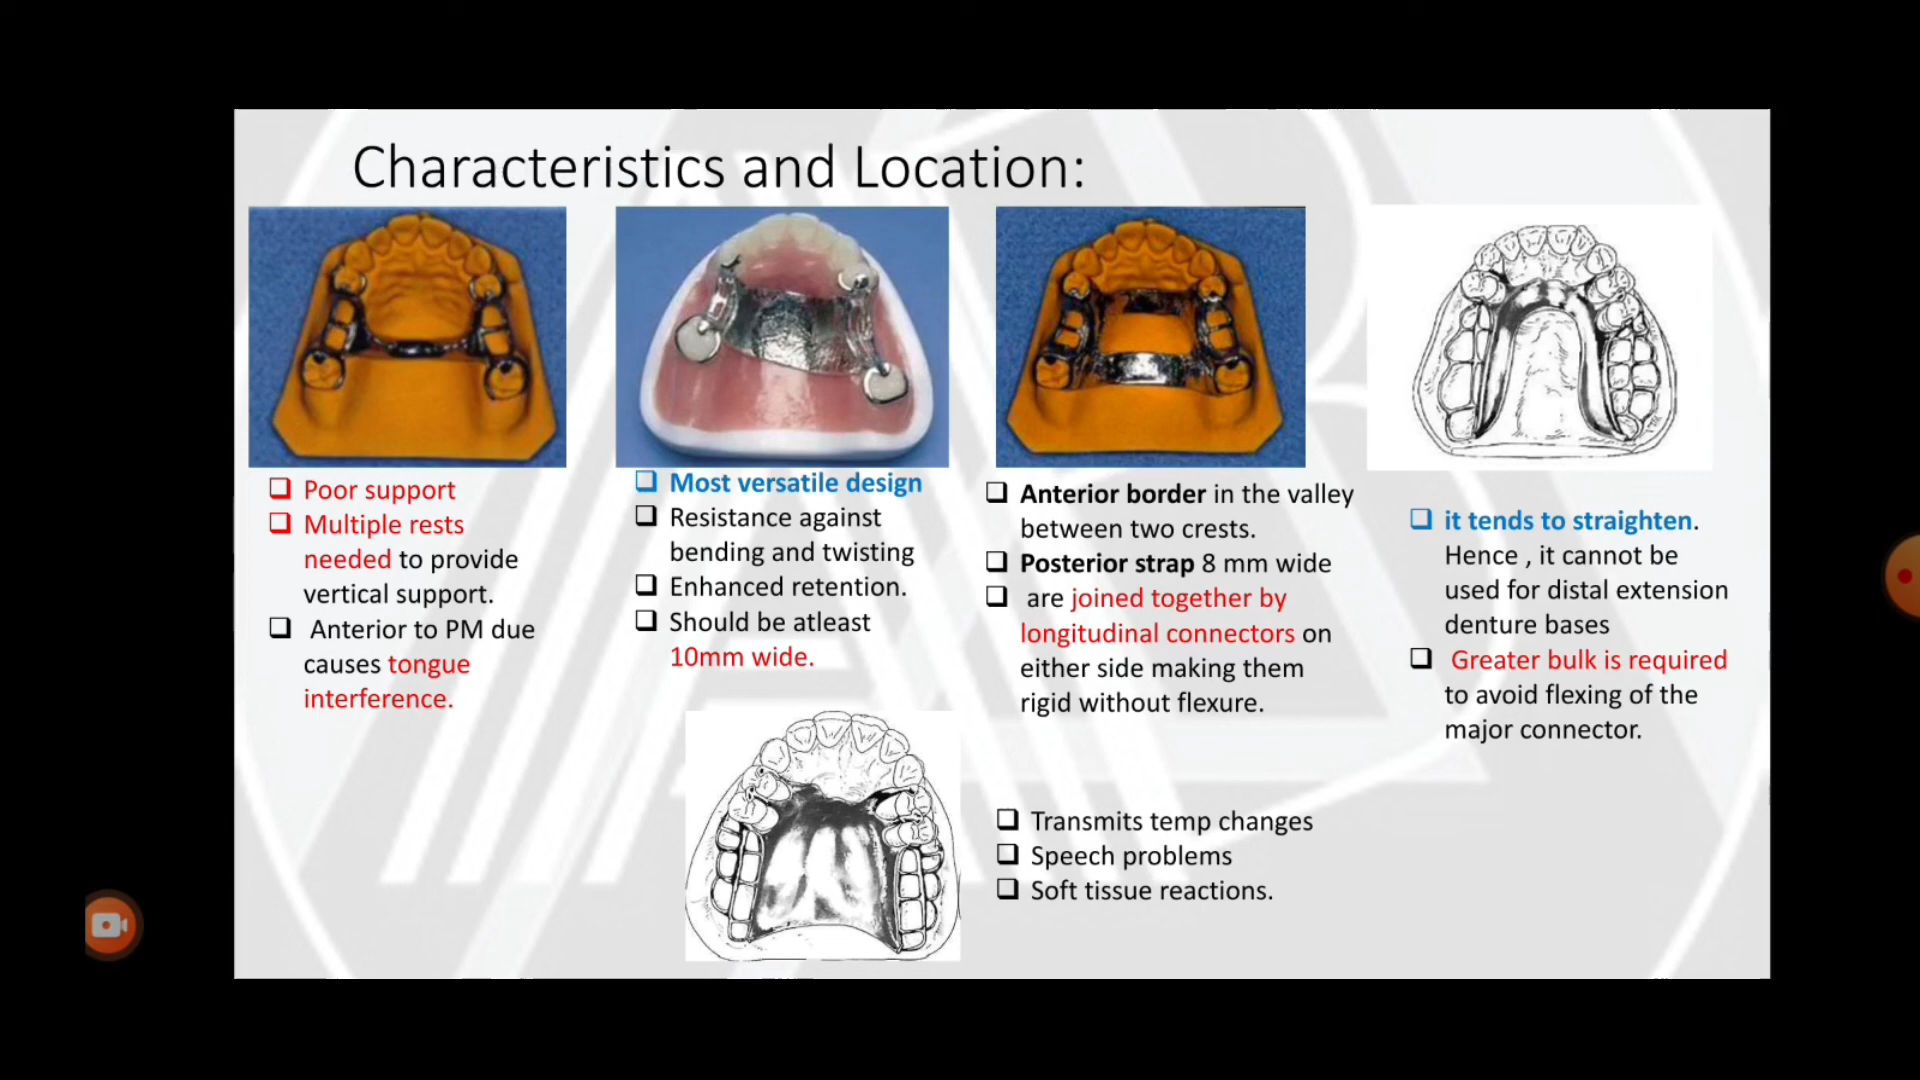 Characteristics and Location:
Poor support
Multiple rests
needed to provide
vertical support.
Anterior to PM due
causes tongue
interference.
Most versatile design
Resistance against
bending and twisting
Enhanced retention.
Should be atleast
10mm wide.
Anterior border in the valley
between two crests.
Posterior strap 8 mm wide
are joined together by
longitudinal connectors on
either side making them
rigid without flexure.
it tends to straighten.
Hence , it cannot be
used for distal extension
denture bases
Greater bulk is required
to avoid flexing of the
major connector.
Transmits temp changes
Speech problems
Soft tissue reactions.